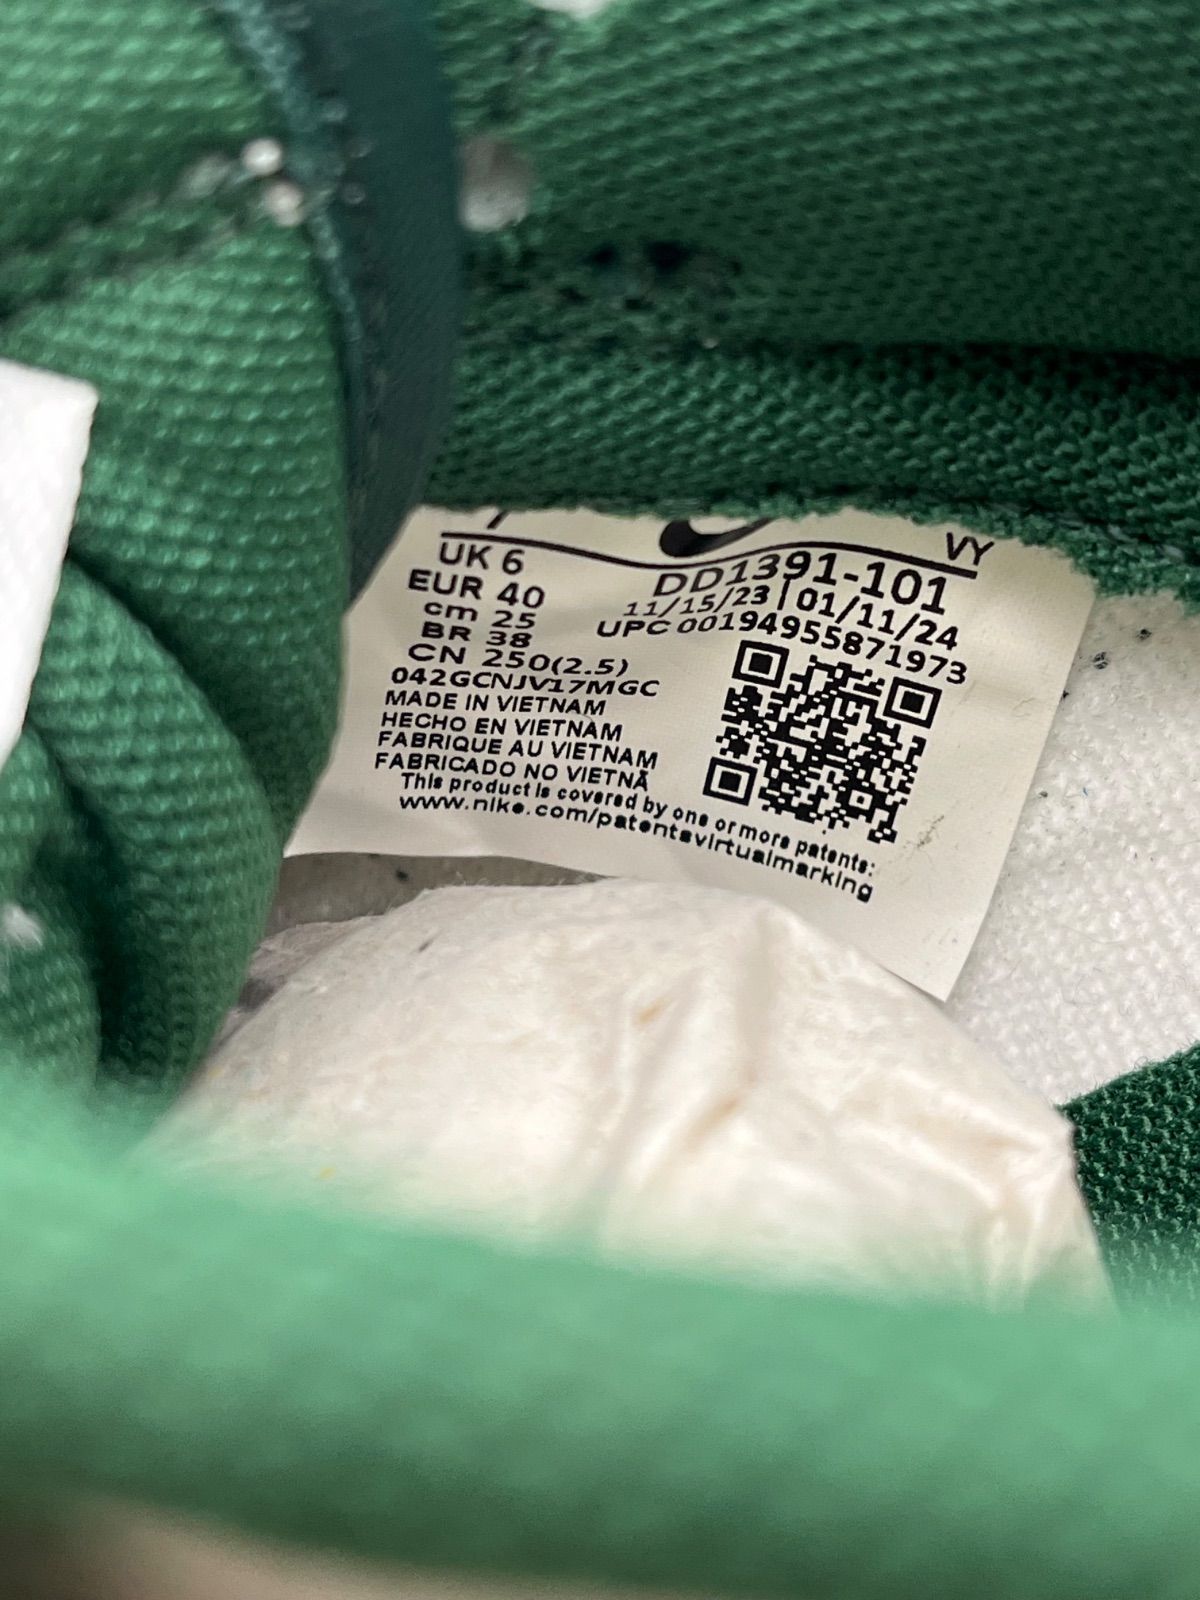 VY
UK 6
EUR 40
cm 25
BR 38
CN 250(2.5)
DD1391-101
11/15/23 | 01/11/24
UPC 00194955871973
042GCNJV17MGC
MADE IN VIETNAM
HECHO EN VIETNAM
FABRIQUE AU VIETNAM
FABRICADO NO VIETNÃ
This product is covered by one or more patents:
www.nike.com/patentsvirtualmarking